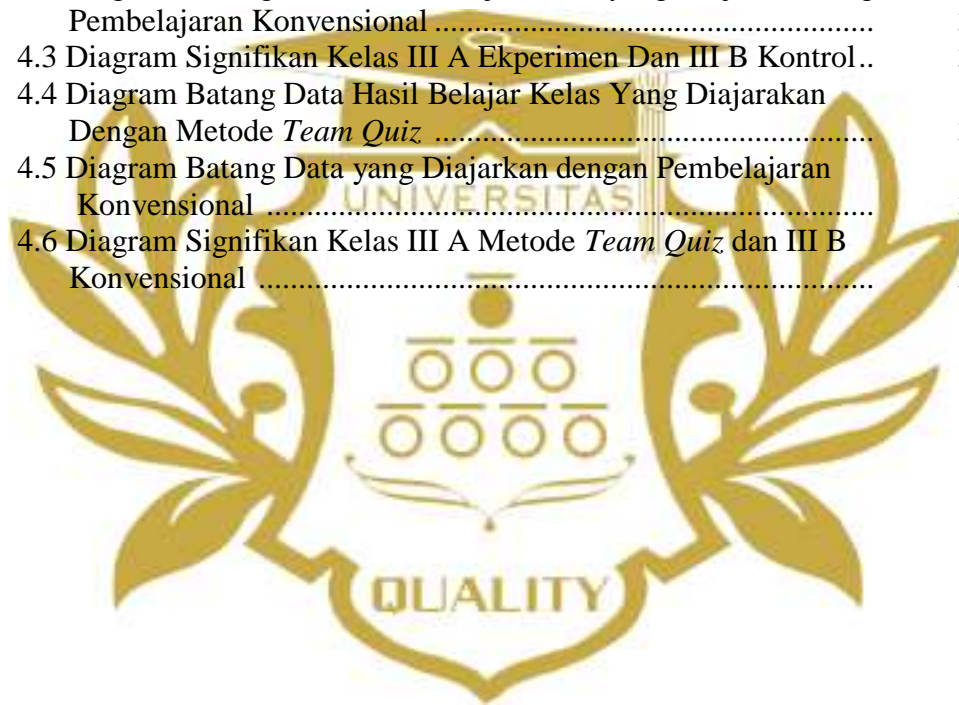 Pembelajaran Konvensional ........................................................
4.3 Diagram Signifikan Kelas III A Ekperimen Dan III B Kontrol..
4.4 Diagram Batang Data Hasil Belajar Kelas Yang Diajarakan
Dengan Metode Team Quiz ........................................................
4.5 Diagram Batang Data yang Diajarkan dengan Pembelajaran
Konvensional .............................................................................
4.6 Diagram Signifikan Kelas III A Metode Team Quiz dan III B
Konvensional .............................................................................
UNIVERSITAS
QUALITY